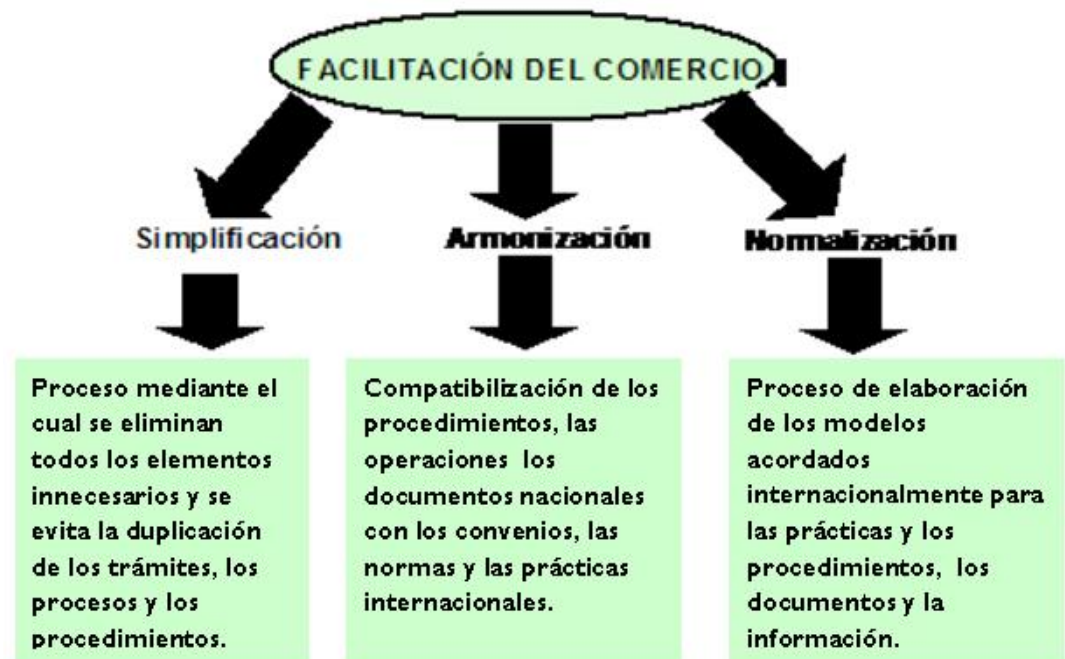 FACILITACIÓN DEL COMERCIO
Simplificación
Armonización
Normalización
Proceso mediante el
cual se eliminan
todos los elementos
innecesarios y se
evita la duplicación
de los trámites, los
procesos y los
procedimientos.
Compatibilización de los
procedimientos, las
operaciones los
documentos nacionales
con los convenios, las
normas y las prácticas
internacionales.
Proceso de elaboración
de los modelos
acordados
internacionalmente para
las prácticas y los
procedimientos, los
documentos y la
información.